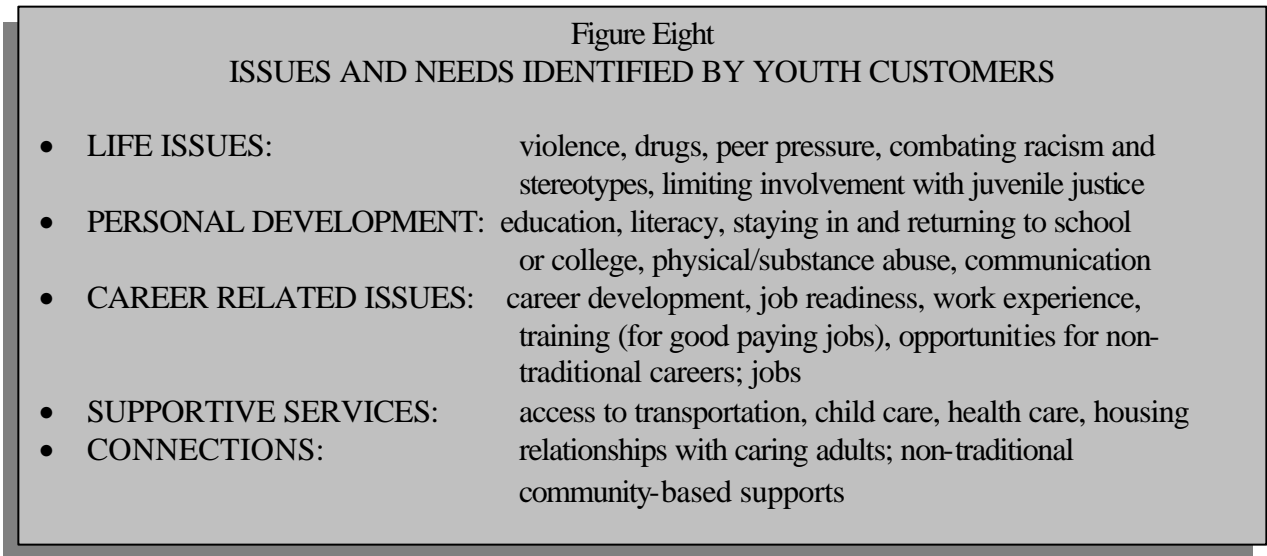 Figure Eight
ISSUES AND NEEDS IDENTIFIED BY YOUTH CUSTOMERS
• LIFE ISSUES: violence, drugs, peer pressure, combating racism and
stereotypes, limiting involvement with juvenile justice
• PERSONAL DEVELOPMENT: education, literacy, staying in and returning to school
or college, physical/substance abuse, communication
• CAREER RELATED ISSUES: career development, job readiness, work experience,
training (for good paying jobs), opportunities for non-
traditional careers; jobs
• SUPPORTIVE SERVICES: access to transportation, child care, health care, housing
• CONNECTIONS: relationships with caring adults; non-traditional
community-based supports